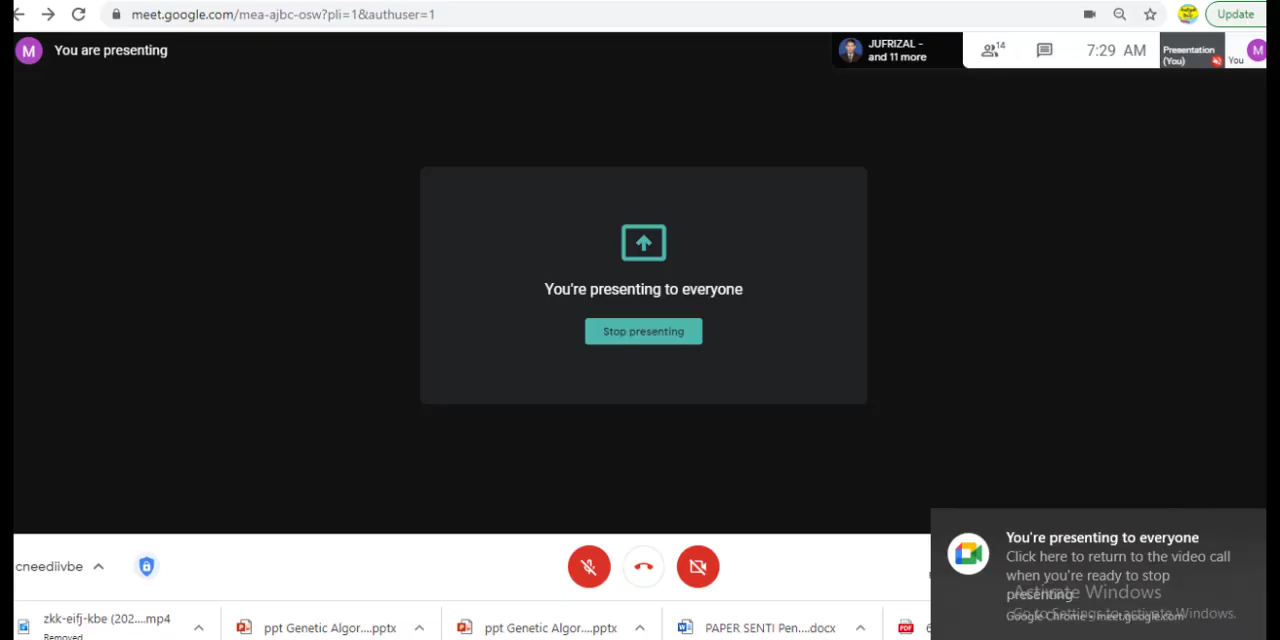 meet.google.com/mea-ajbc-osw?pli=1&authuser=1
Update
M
You are presenting
JUFRIZAL -
and 11 more
14
7:29 AM
Presentation
(You)
You
M
You're presenting to everyone
Stop presenting
You're presenting to everyone
Click here to return to the video call
when you're ready to stop
presenting
Activate Windows
Go to Settings to activate Windows.
Google Chrome • meet.google.com
cneediivbe
zkk-eifj-kbe (202....mp4
Removed
ppt Genetic Algor....pptx
ppt Genetic Algor....pptx
PAPER SENTI Pen....docx
PDF